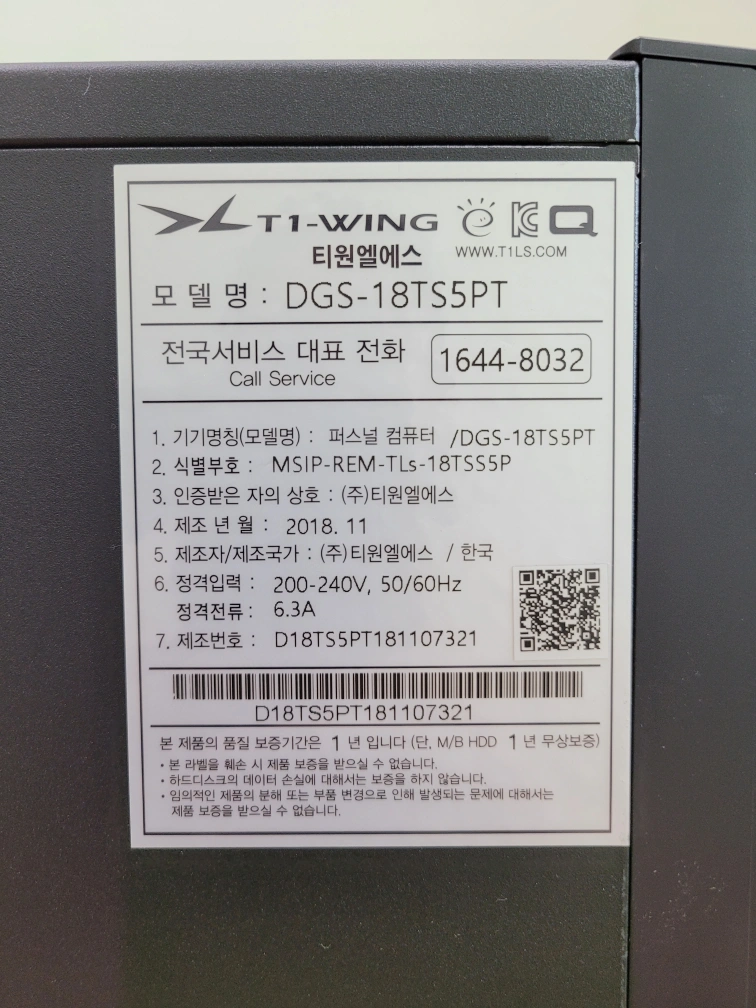 T1-WING
티원엘에스
WWW.T1LS.COM
모 델 명 : DGS-18TS5PT
전국서비스 대표 전화 1644-8032
Call Service
1. 기기명칭(모델명) : 퍼스널 컴퓨터 /DGS-18TS5PT
2. 식별부호 : MSIP-REM-TLs-18TSS5P
3. 인증받은 자의 상호 : (주)티원엘에스
4. 제조 년 월 : 2018. 11
5. 제조자/제조국가 : (주)티원엘에스 / 한국
6. 정격입력 : 200-240V, 50/60Hz
정격전류 : 6.3A
7. 제조번호 : D18TS5PT181107321
D18TS5PT181107321
본 제품의 품질 보증기간은 1 년 입니다 (단, M/B HDD 1 년 무상보증)
• 본 라벨을 훼손 시 제품 보증을 받으실 수 없습니다.
• 하드디스크의 데이터 손실에 대해서는 보증을 하지 않습니다.
• 임의적인 제품의 분해 또는 부품 변경으로 인해 발생되는 문제에 대해서는
제품 보증을 받으실 수 없습니다.